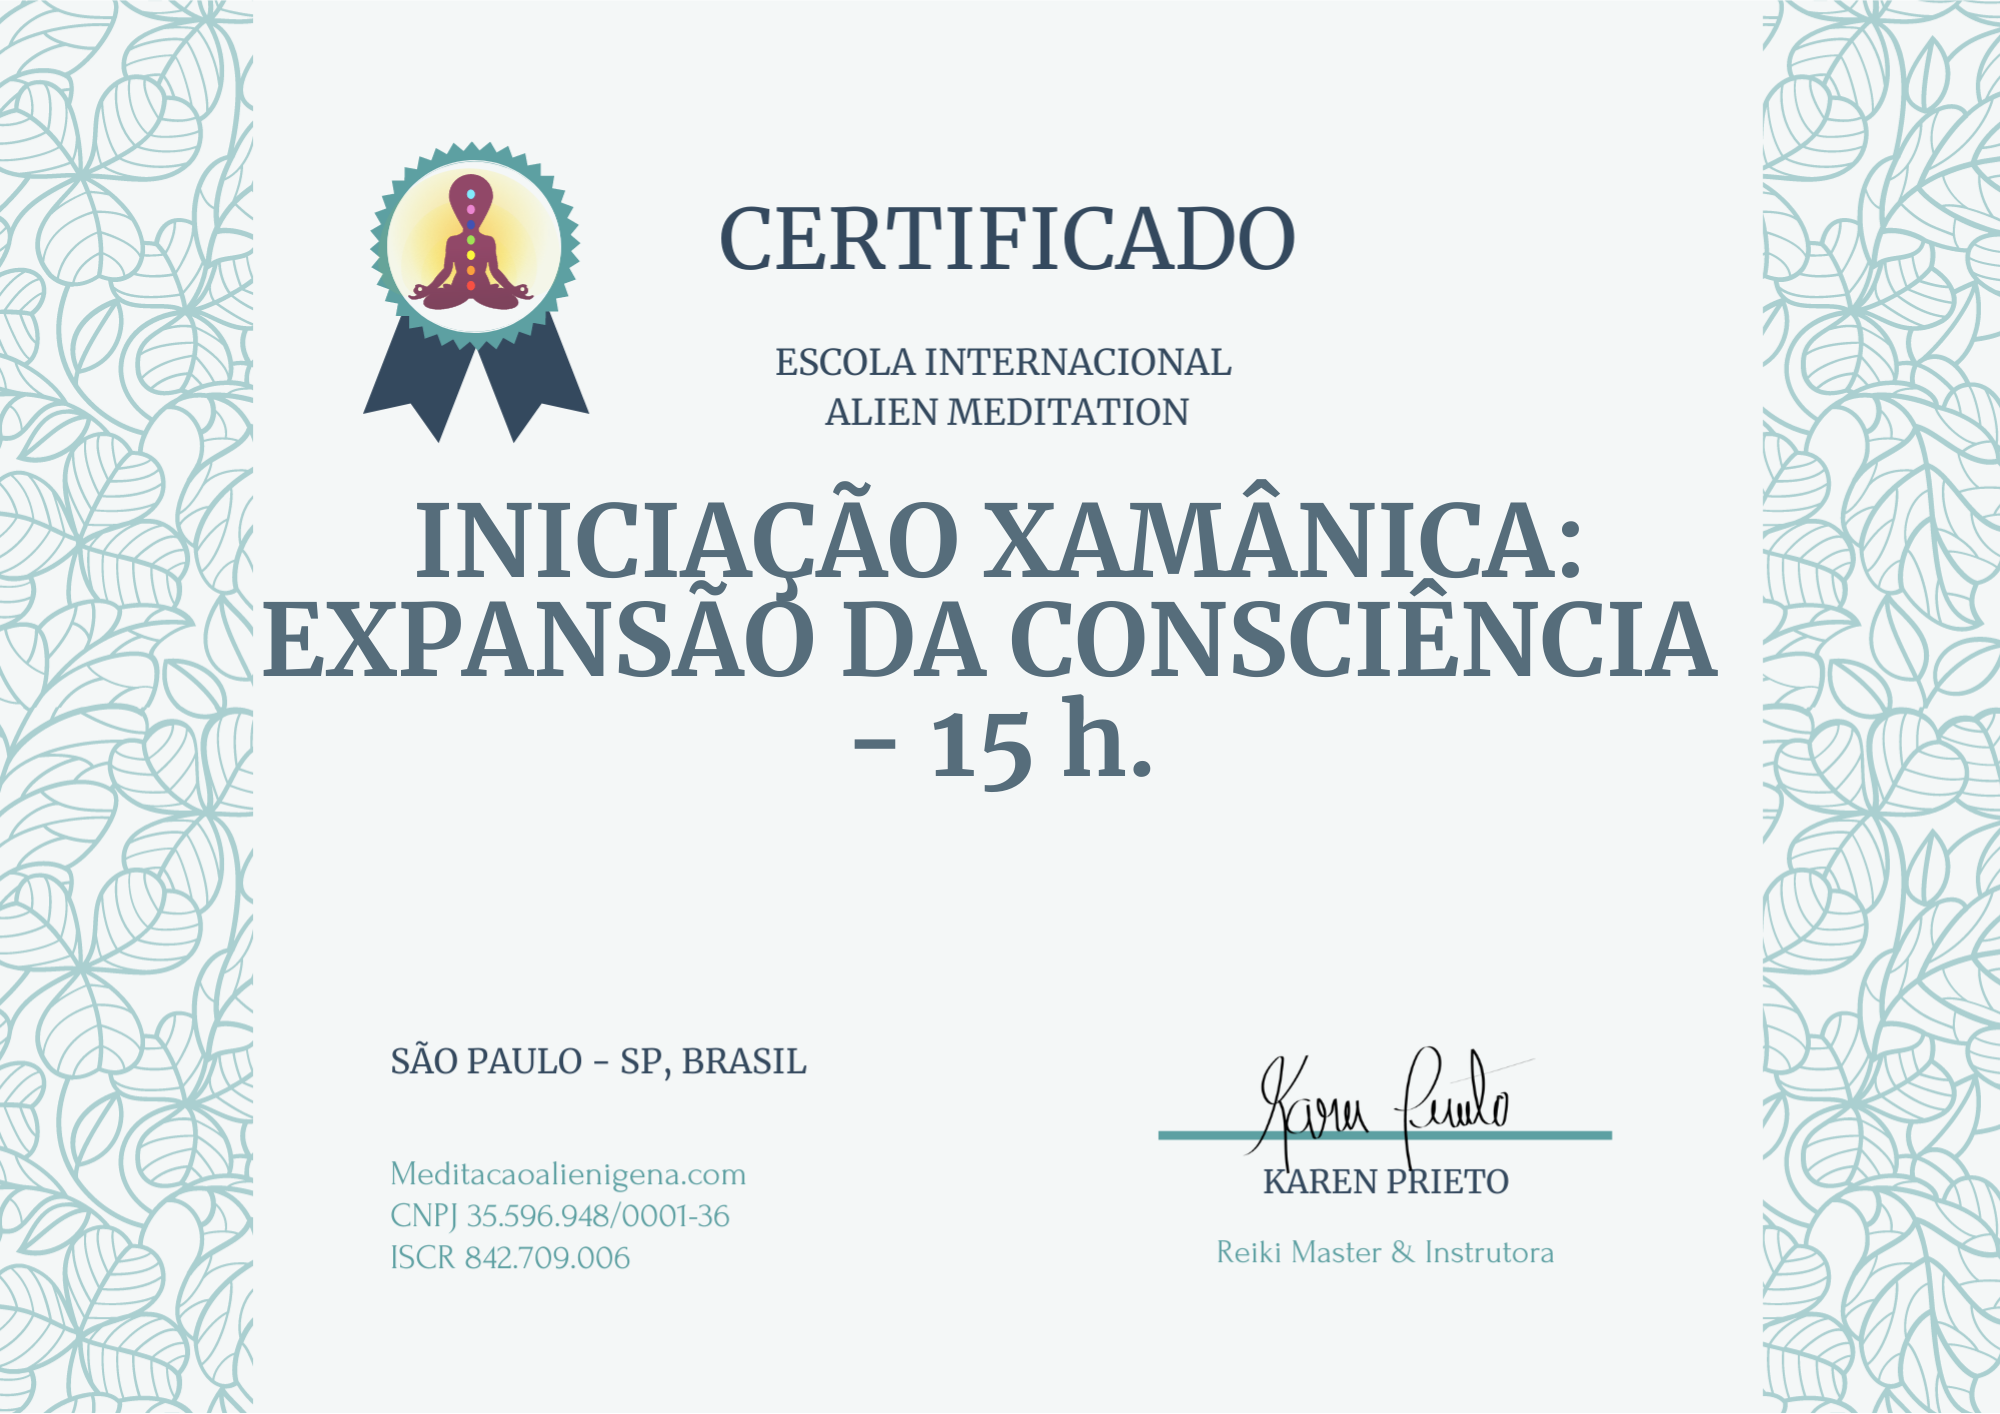 CERTIFICADO
ESCOLA INTERNACIONAL
ALIEN MEDITATION
INICIAÇÃO XAMÂNICA:
EXPANSÃO DA CONSCIÊNCIA
- 15 h.
SÃO PAULO - SP, BRASIL
Meditacaoalienigena.com
CNPJ 35.596.948/0001-36
ISCR 842.709.006
Karen Prieto
KAREN PRIETO
Reiki Master & Instrutora